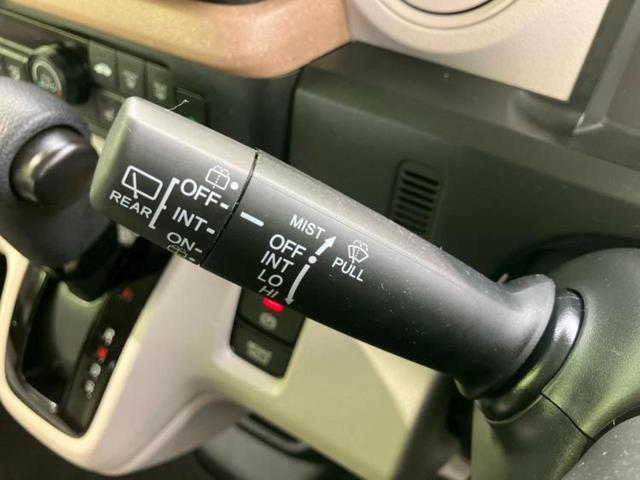 REAR
OFF
INT
ON
MIST
OFF
INT
LO
HI
PULL